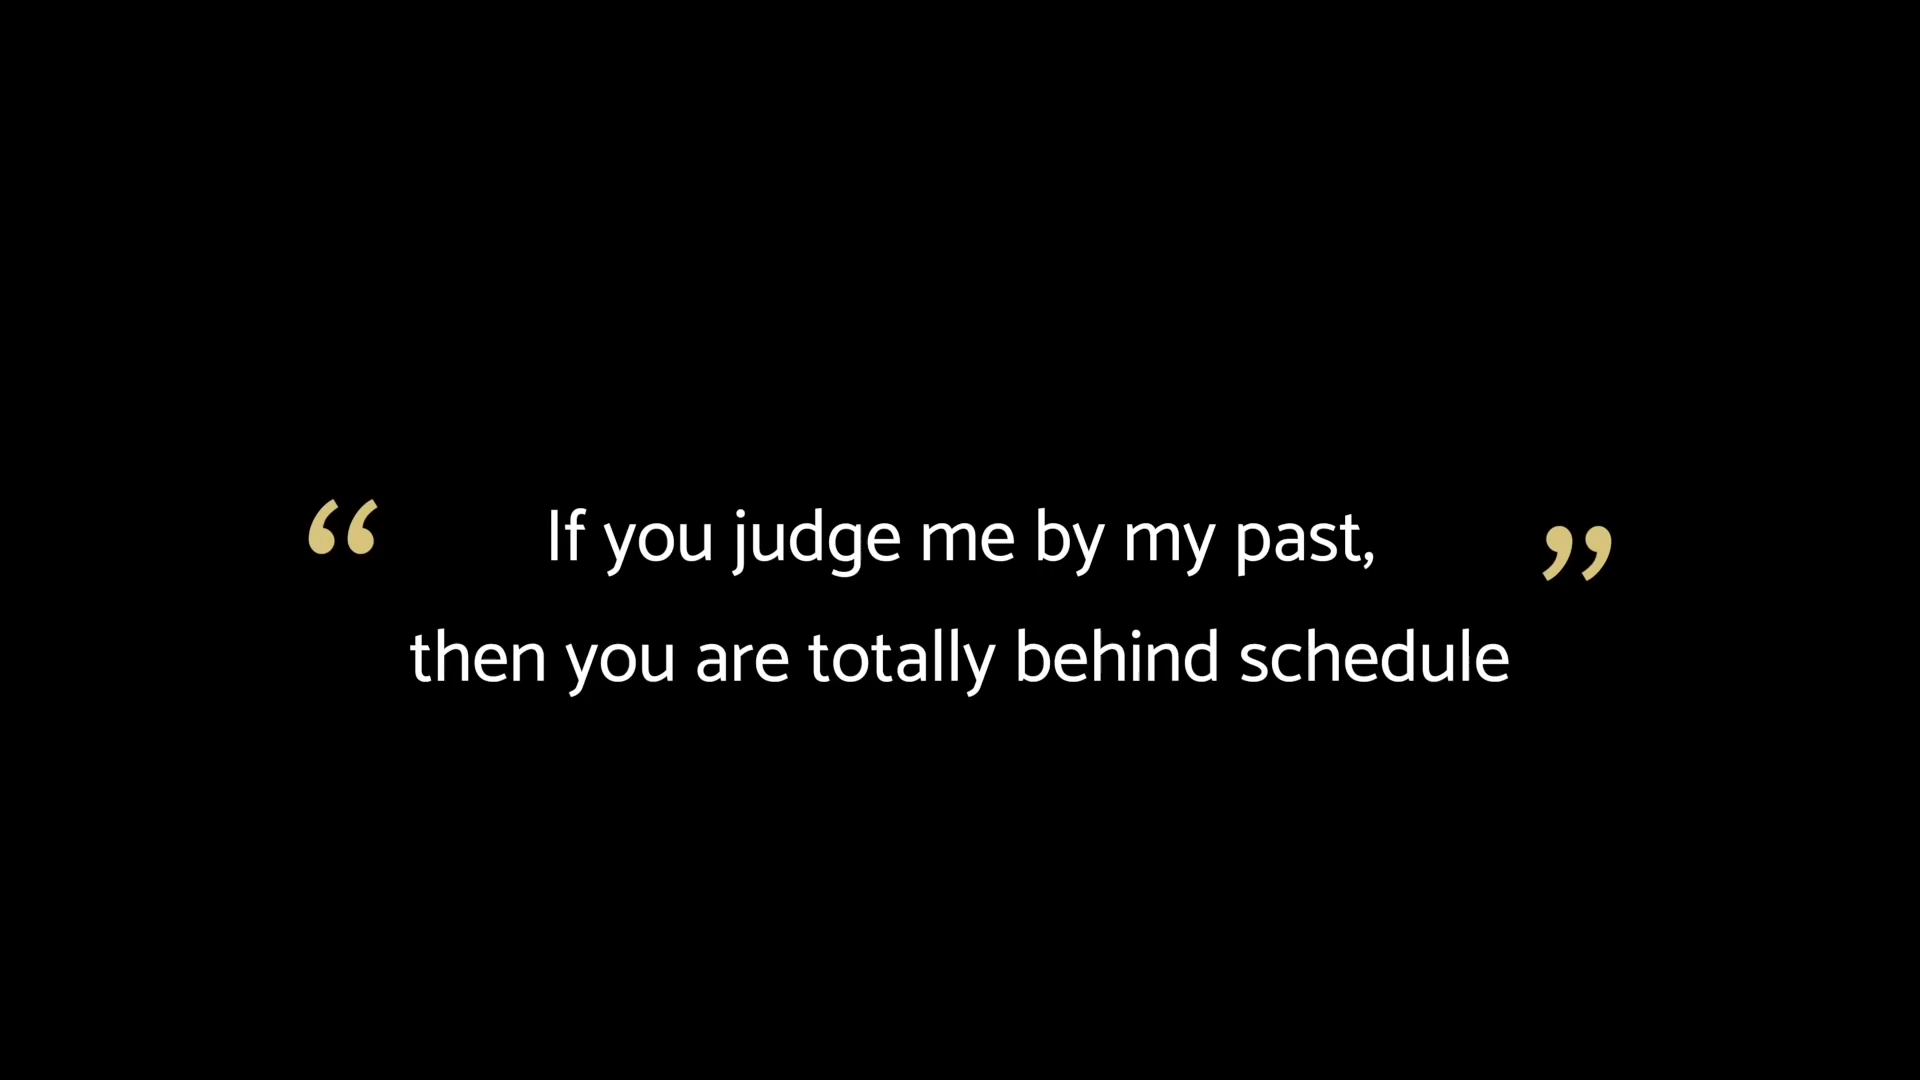 “ If you judge me by my past, ”
then you are totally behind schedule